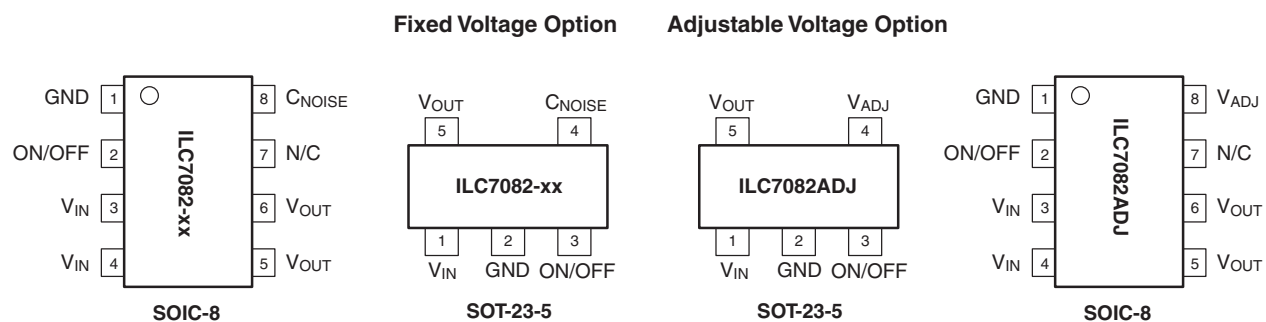 Fixed Voltage Option
Adjustable Voltage Option
GND 1 8 CNOISE
ON/OFF 2 7 N/C
VIN 3 6 VOUT
VIN 4 5 VOUT
ILC7082-xx
SOIC-8
VOUT CNOISE
5 4
ILC7082-xx
1 2 3
VIN GND ON/OFF
SOT-23-5
VOUT VADJ
5 4
ILC7082ADJ
1 2 3
VIN GND ON/OFF
SOT-23-5
GND 1 8 VADJ
ON/OFF 2 7 N/C
VIN 3 6 VOUT
VIN 4 5 VOUT
ILC7082ADJ
SOIC-8